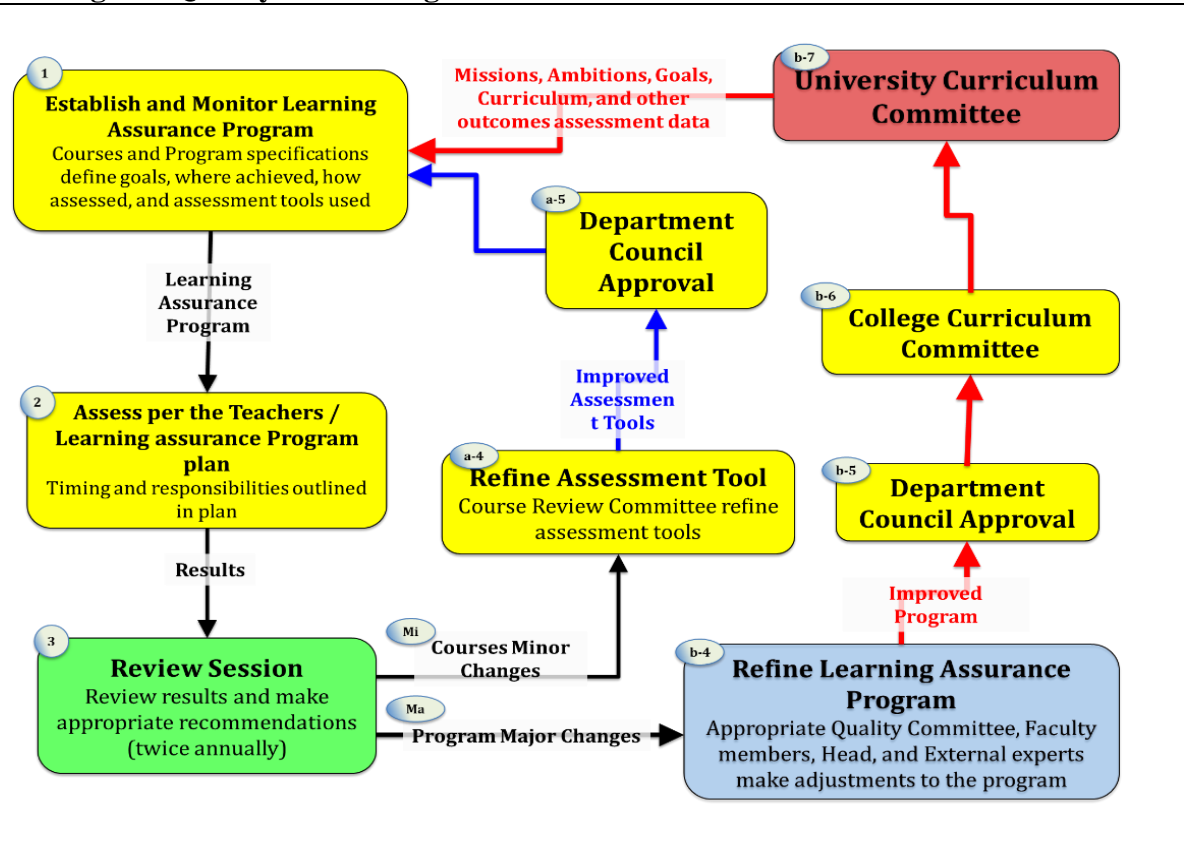 1
Establish and Monitor Learning
Assurance Program
Courses and Program specifications
define goals, where achieved, how
assessed, and assessment tools used
Missions, Ambitions, Goals,
Curriculum, and other
outcomes assessment data
b-7
University Curriculum
Committee
a-5
Department
Council
Approval
Learning
Assurance
Program
b-6
College Curriculum
Committee
2
Assess per the Teachers /
Learning assurance Program
plan
Timing and responsibilities outlined
in plan
Improved
Assessmen
t Tools
a-4
Refine Assessment Tool
Course Review Committee refine
assessment tools
b-5
Department
Council Approval
Results
Improved
Program
3
Review Session
Review results and make
appropriate recommendations
(twice annually)
Mi
Courses Minor
Changes
Ma
Program Major Changes
b-4
Refine Learning Assurance
Program
Appropriate Quality Committee, Faculty
members, Head, and External experts
make adjustments to the program